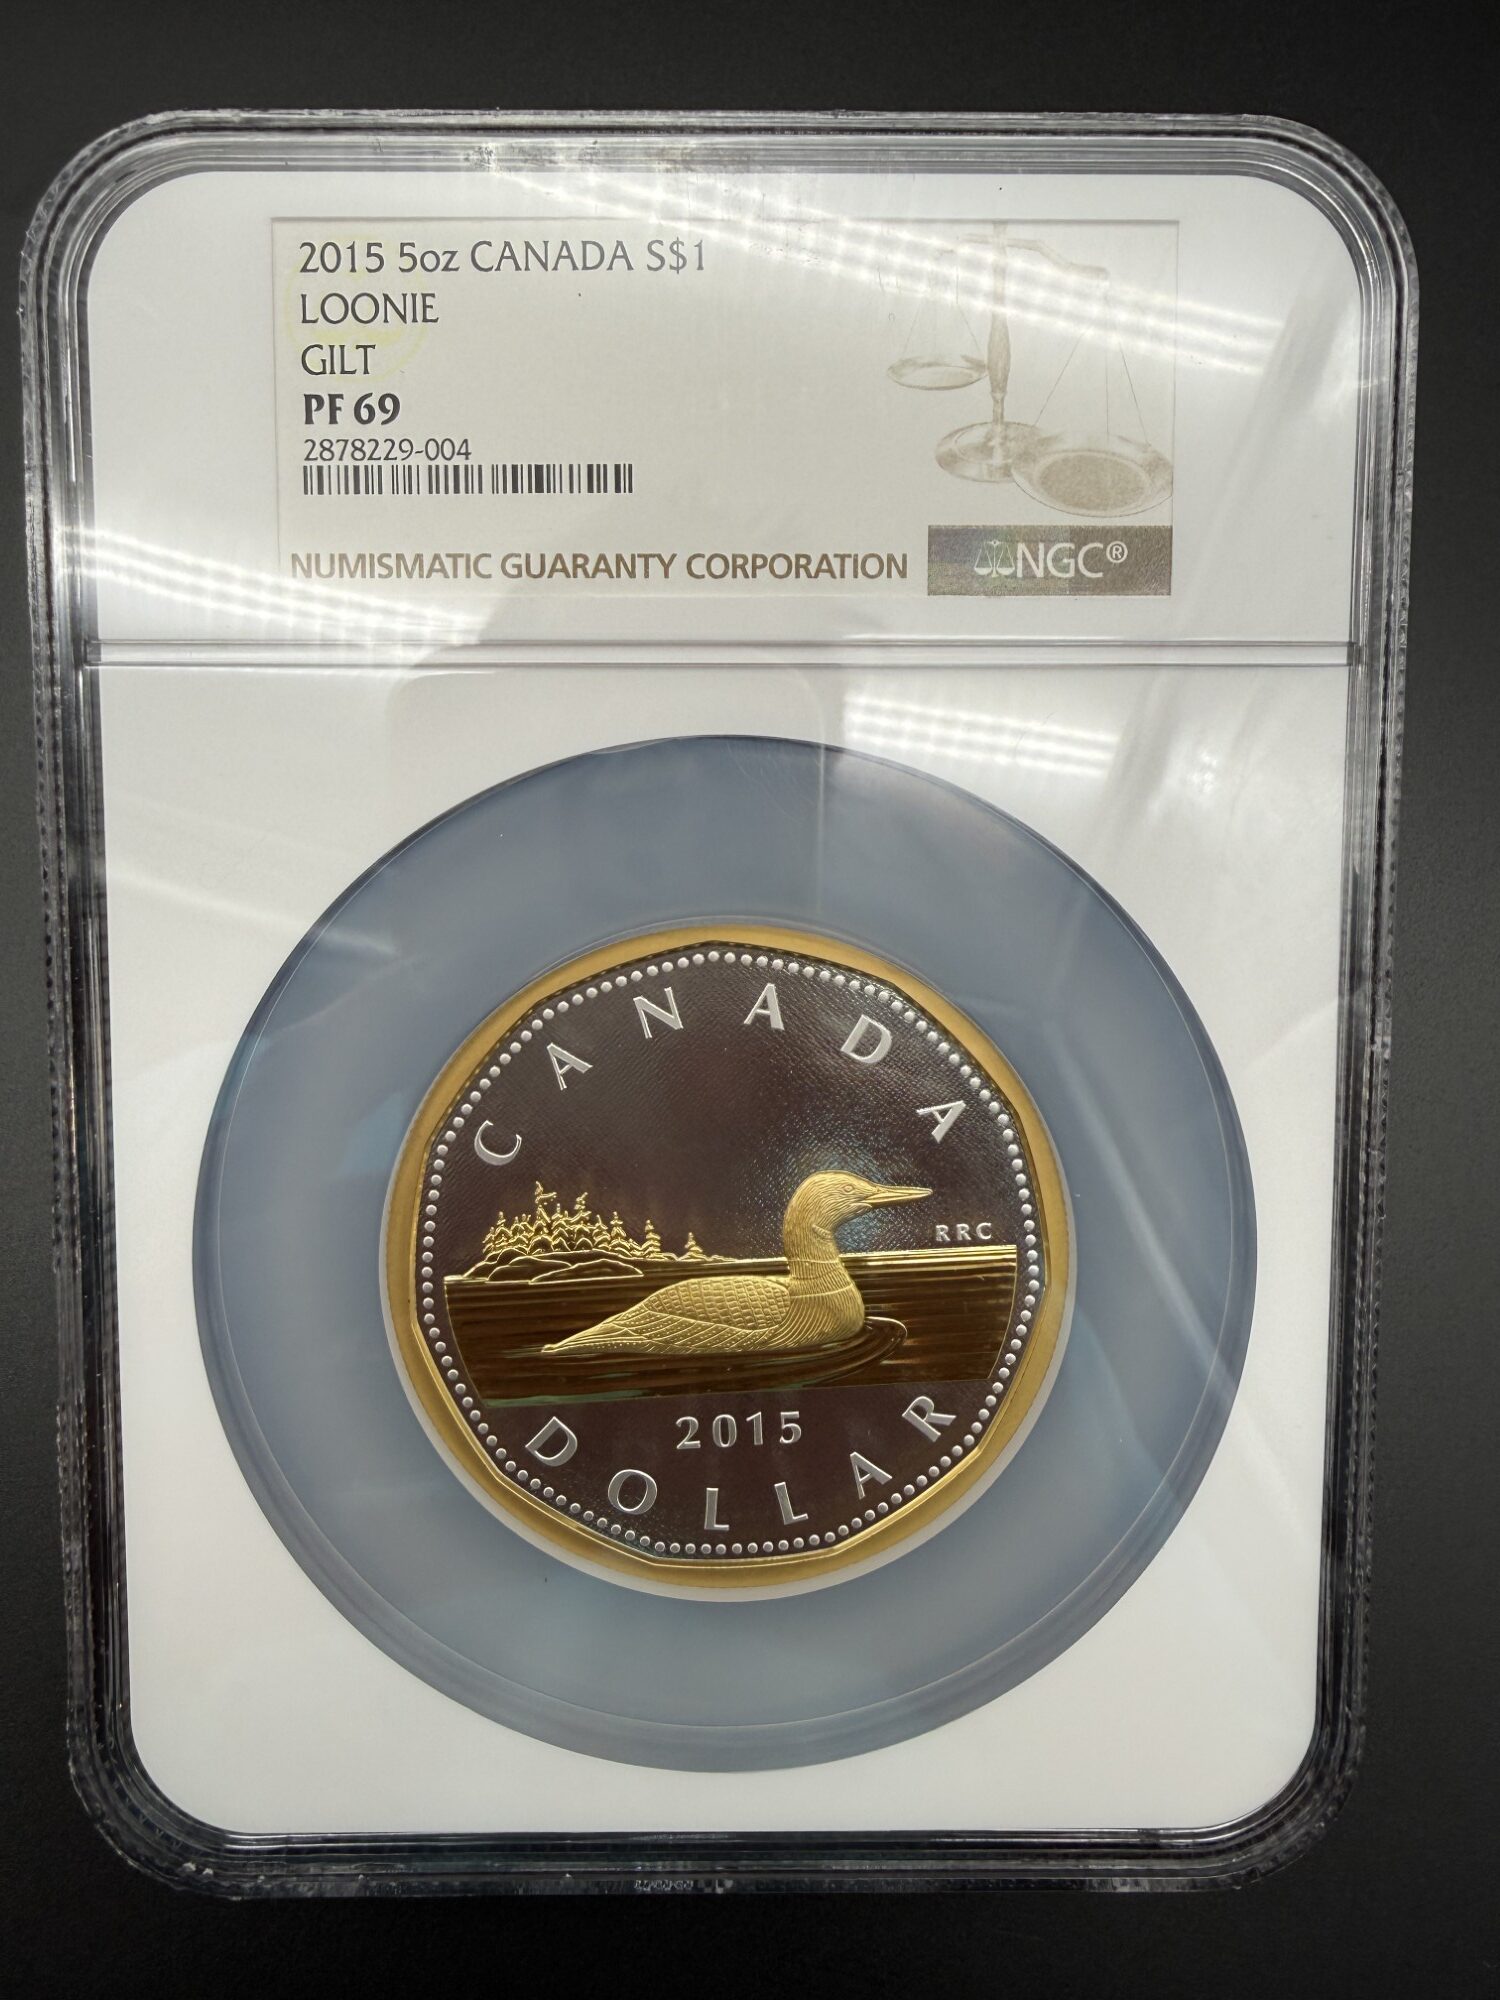 2015 5oz CANADA S$1
LOONIE
GILT
PF 69
2878229-004
NUMISMATIC GUARANTY CORPORATION
NGC®
CANADA
RRC
2015
DOLLAR